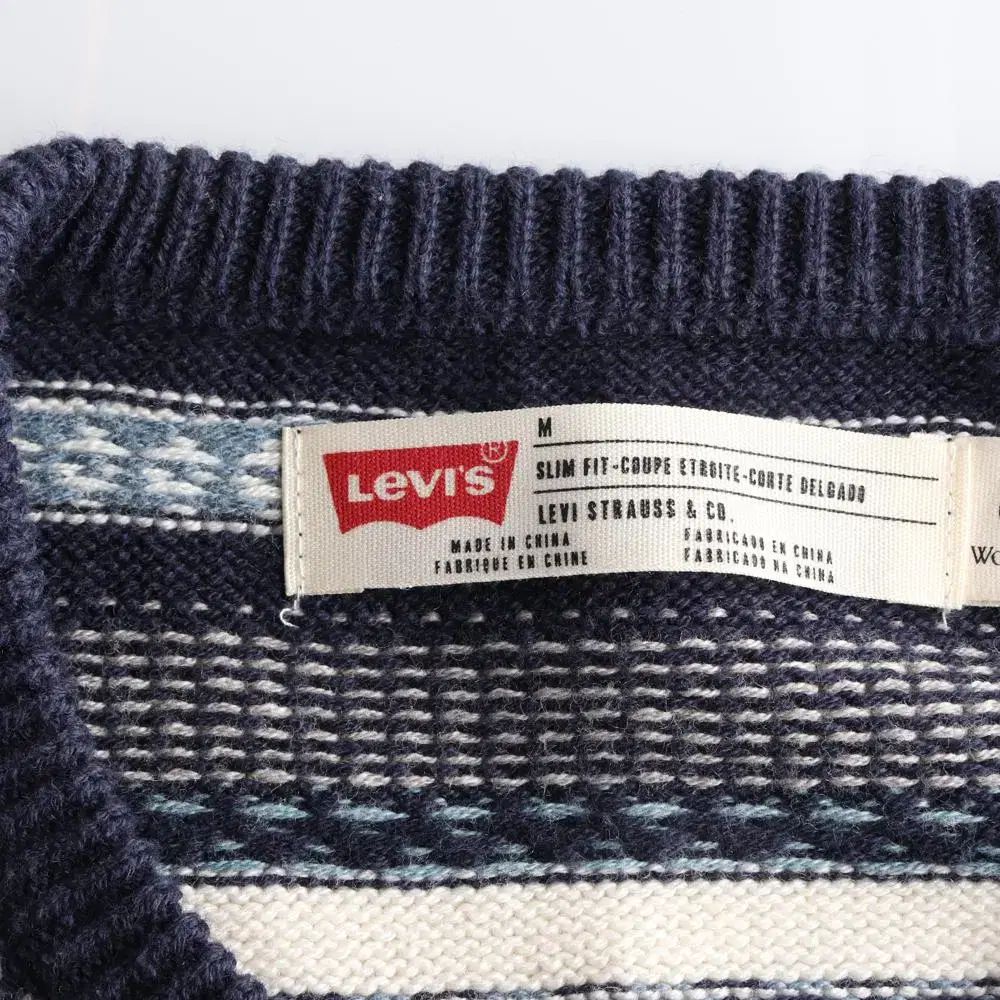 LEVI'S®
M
SLIM FIT-COUPE ETROITE-CORTE DELGADO
LEVI STRAUSS & CO.
MADE IN CHINA
FABRIQUE EN CHINE
FABRICADO EN CHINA
FABRICADO NA CHINA